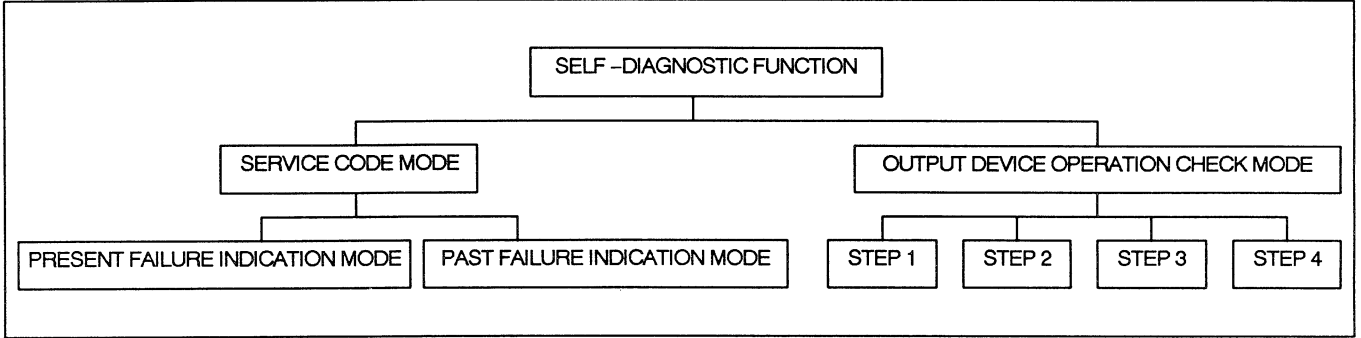 SELF –DIAGNOSTIC FUNCTION
SERVICE CODE MODE
OUTPUT DEVICE OPERATION CHECK MODE
PRESENT FAILURE INDICATION MODE
PAST FAILURE INDICATION MODE
STEP 1
STEP 2
STEP 3
STEP 4